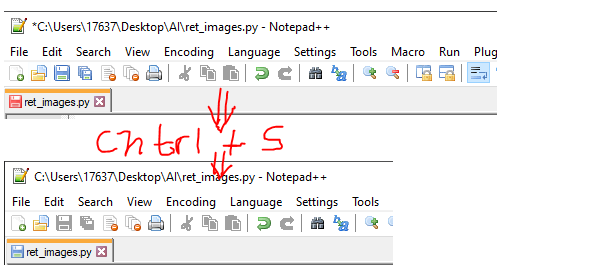 *C:\Users\17637\Desktop\AI\ret_images.py - Notepad++
File Edit Search View Encoding Language Settings Tools Macro Run Plug
ret_images.py
cntrl + S
C:\Users\17637\Desktop\AI\ret_images.py - Notepad++
File Edit Search View Encoding Language Settings Tools
ret_images.py